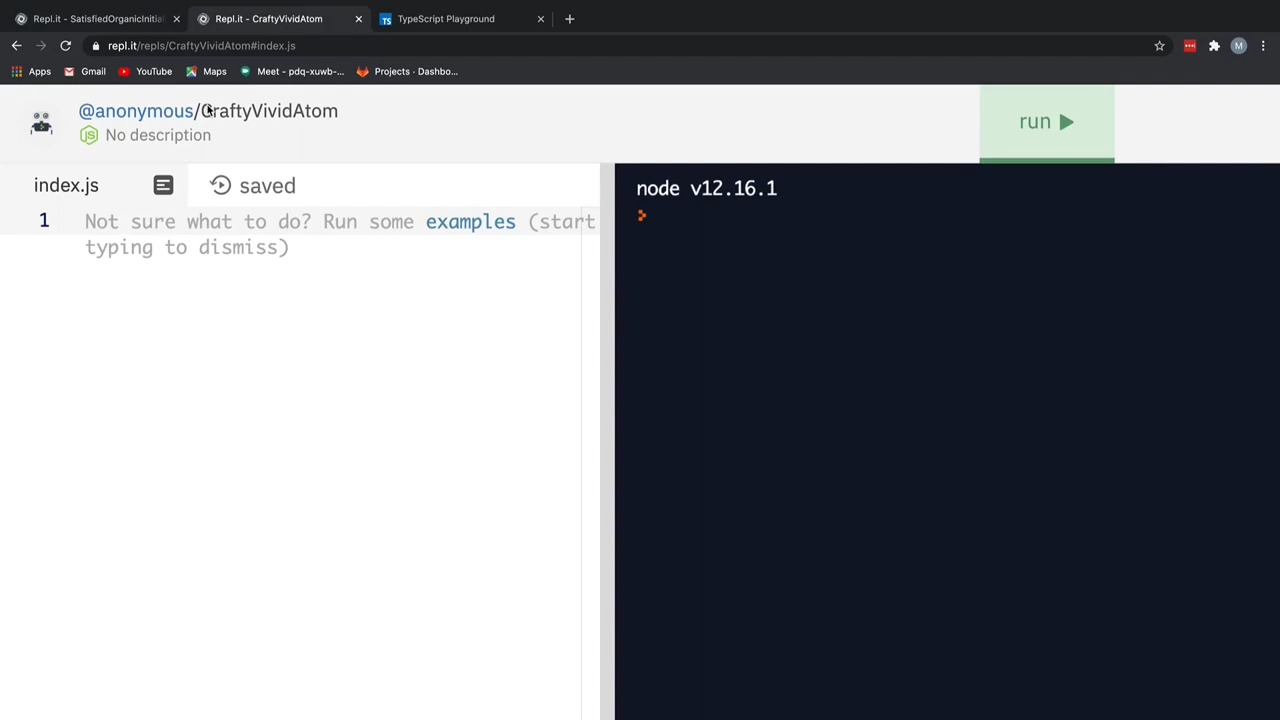 Repl.it - SatisfiedOrganicInitial
Repl.it - CraftyVividAtom
TS TypeScript Playground
repl.it/repls/CraftyVividAtom#index.js
M
Apps Gmail YouTube Maps Meet - pdq-xuwb-... Projects - Dashbo...
@anonymous/CraftyVividAtom
JS No description
run
index.js saved
1 Not sure what to do? Run some examples (start
typing to dismiss)
node v12.16.1